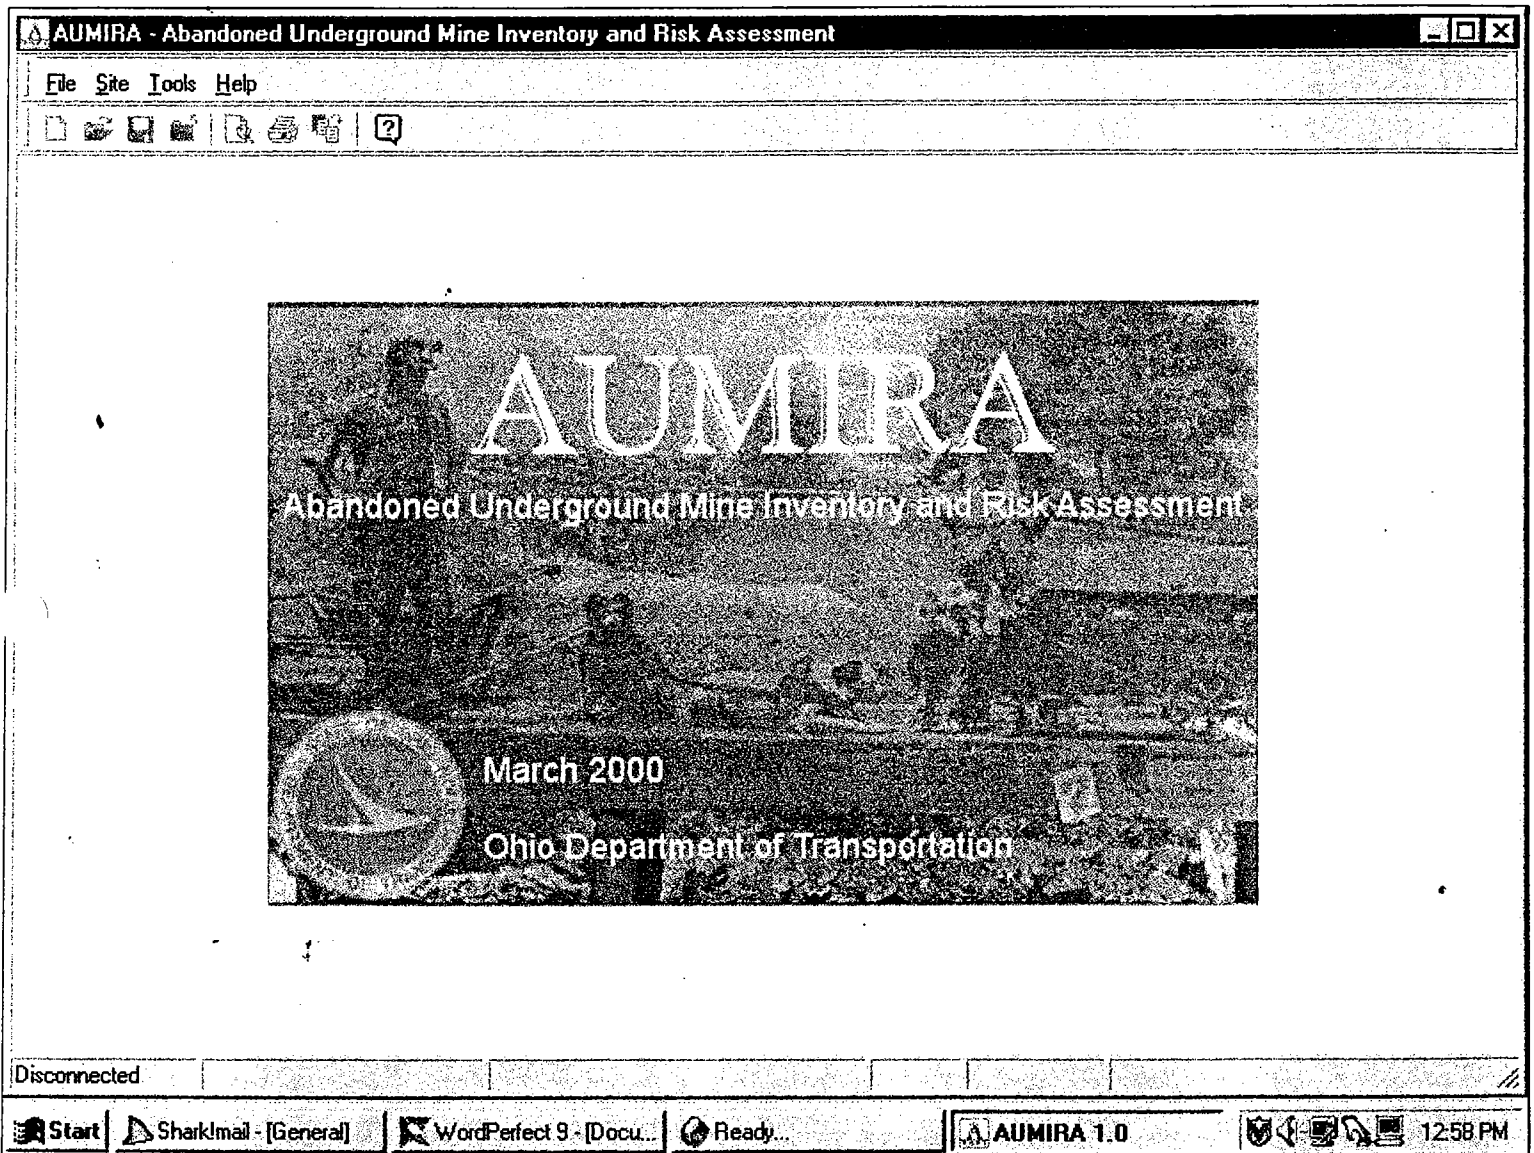 AUMIRA - Abandoned Underground Mine Inventory and Risk Assessment
File Site Tools Help
AUMIRA
Abandoned Underground Mine Inventory and Risk Assessment
March 2000
Ohio Department of Transportation
Disconnected
Start Shark!mail - [General] WordPerfect 9 - [Docu... Ready... AUMIRA 1.0 12:58 PM